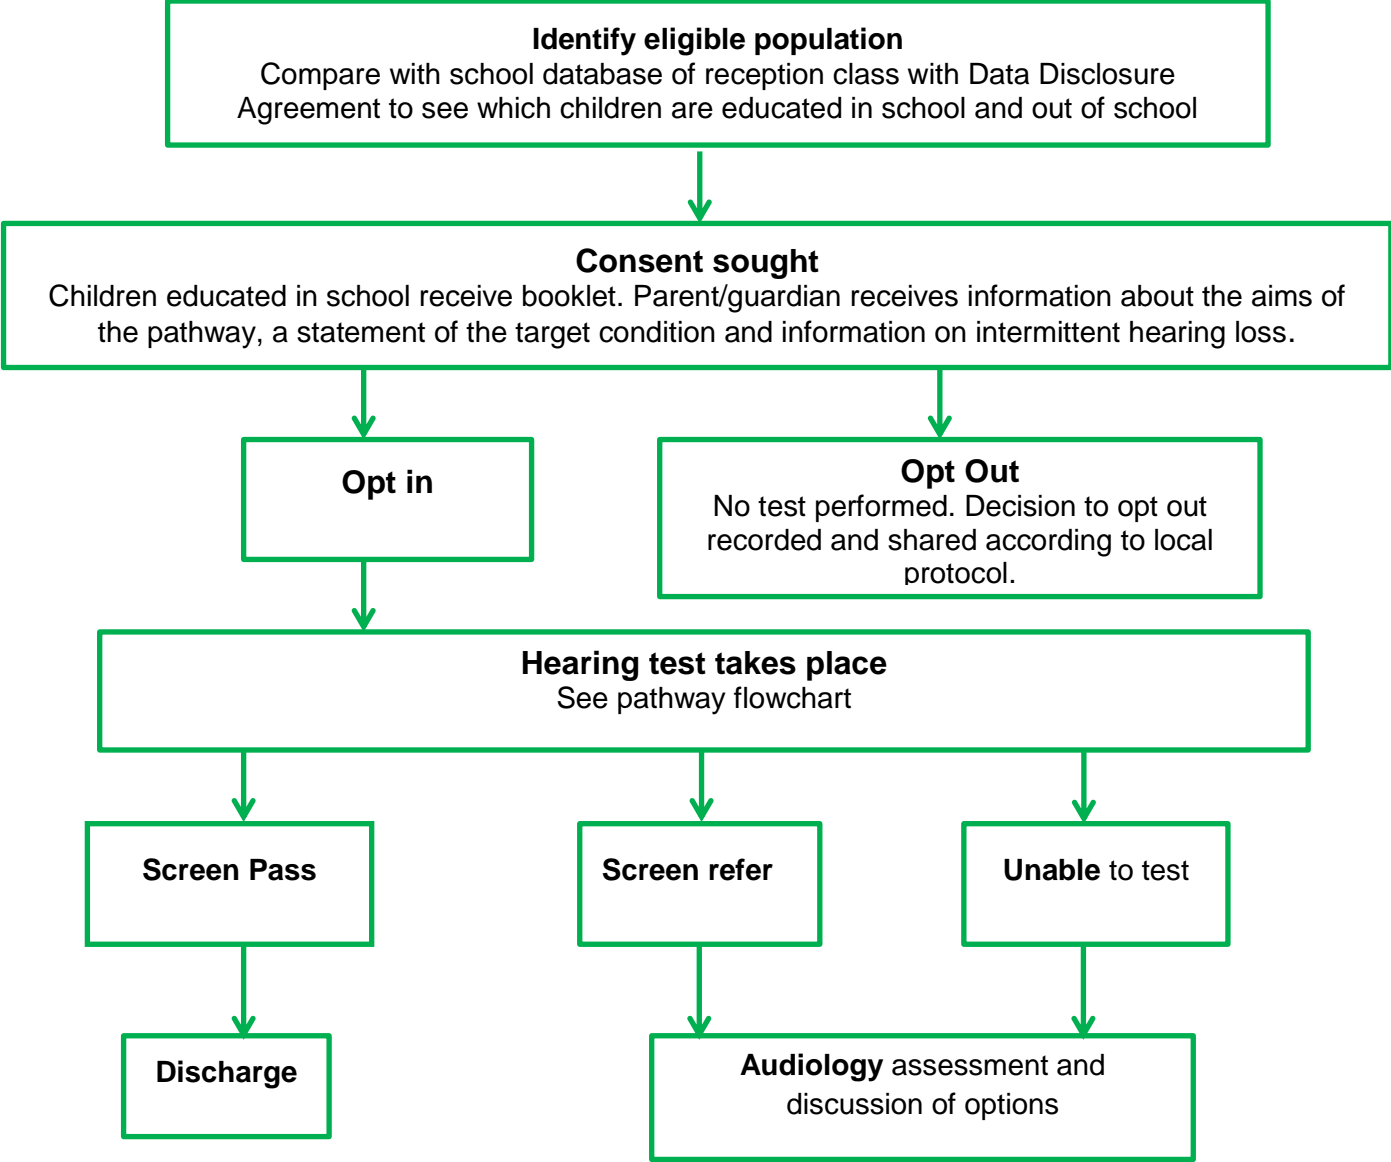 Identify eligible population
Compare with school database of reception class with Data Disclosure
Agreement to see which children are educated in school and out of school
Consent sought
Children educated in school receive booklet. Parent/guardian receives information about the aims of
the pathway, a statement of the target condition and information on intermittent hearing loss.
Opt in
Opt Out
No test performed. Decision to opt out
recorded and shared according to local
protocol.
Hearing test takes place
See pathway flowchart
Screen Pass
Screen refer
Unable to test
Discharge
Audiology assessment and
discussion of options